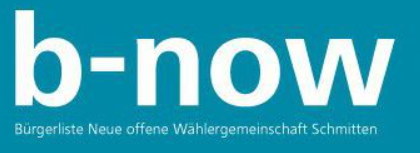 b-now
Bürgerliste Neue offene Wählergemeinschaft Schmitten